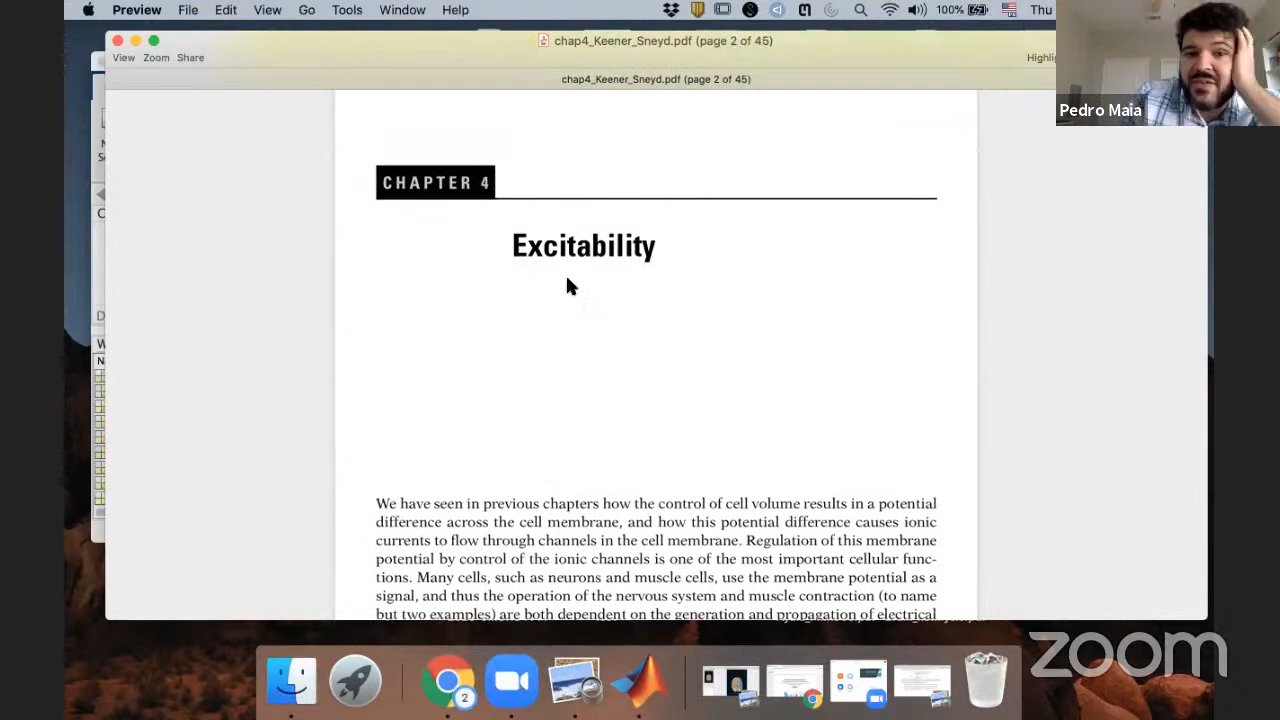 Preview File Edit View Go Tools Window Help 100% Thu
chap4_Keener_Sneyd.pdf (page 2 of 45)
View Zoom Share
chap4_Keener_Sneyd.pdf (page 2 of 45)
Pedro Maia
CHAPTER 4
Excitability
We have seen in previous chapters how the control of cell volume results in a potential
difference across the cell membrane, and how this potential difference causes ionic
currents to flow through channels in the cell membrane. Regulation of this membrane
potential by control of the ionic channels is one of the most important cellular func-
tions. Many cells, such as neurons and muscle cells, use the membrane potential as a
signal, and thus the operation of the nervous system and muscle contraction (to name
but two examples) are both dependent on the generation and propagation of electrical
2
zoom